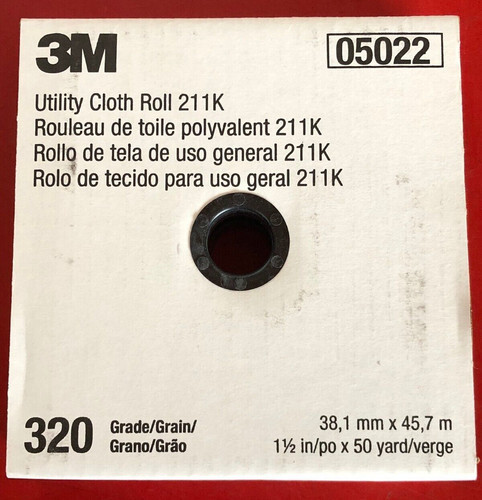 3M 05022
Utility Cloth Roll 211K
Rouleau de toile polyvalent 211K
Rollo de tela de uso general 211K
Rolo de tecido para uso geral 211K
320 Grade/Grain/
Grano/Grão
38,1 mm x 45,7 m
1½ in/po x 50 yard/verge